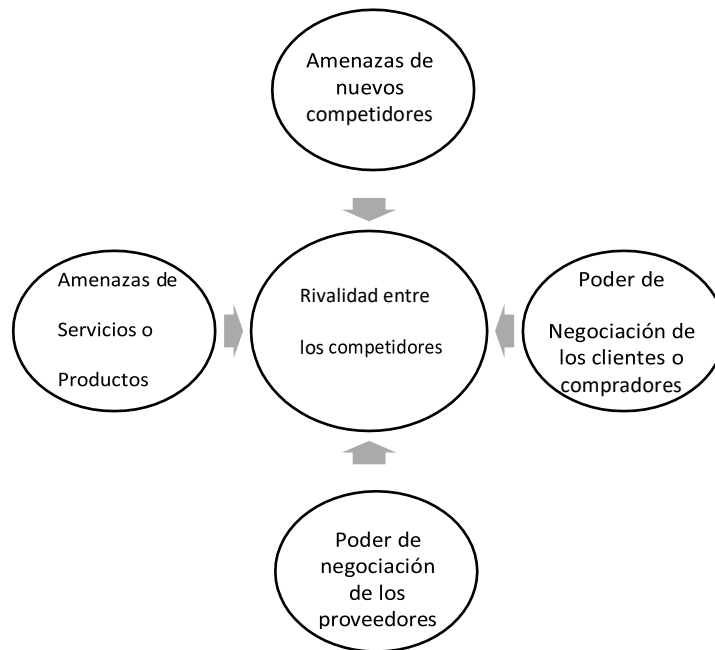 Amenazas de
nuevos
competidores
Amenazas de
Servicios o
Productos
Rivalidad entre
los competidores
Poder de
Negociación de
los clientes o
compradores
Poder de
negociación
de los
proveedores